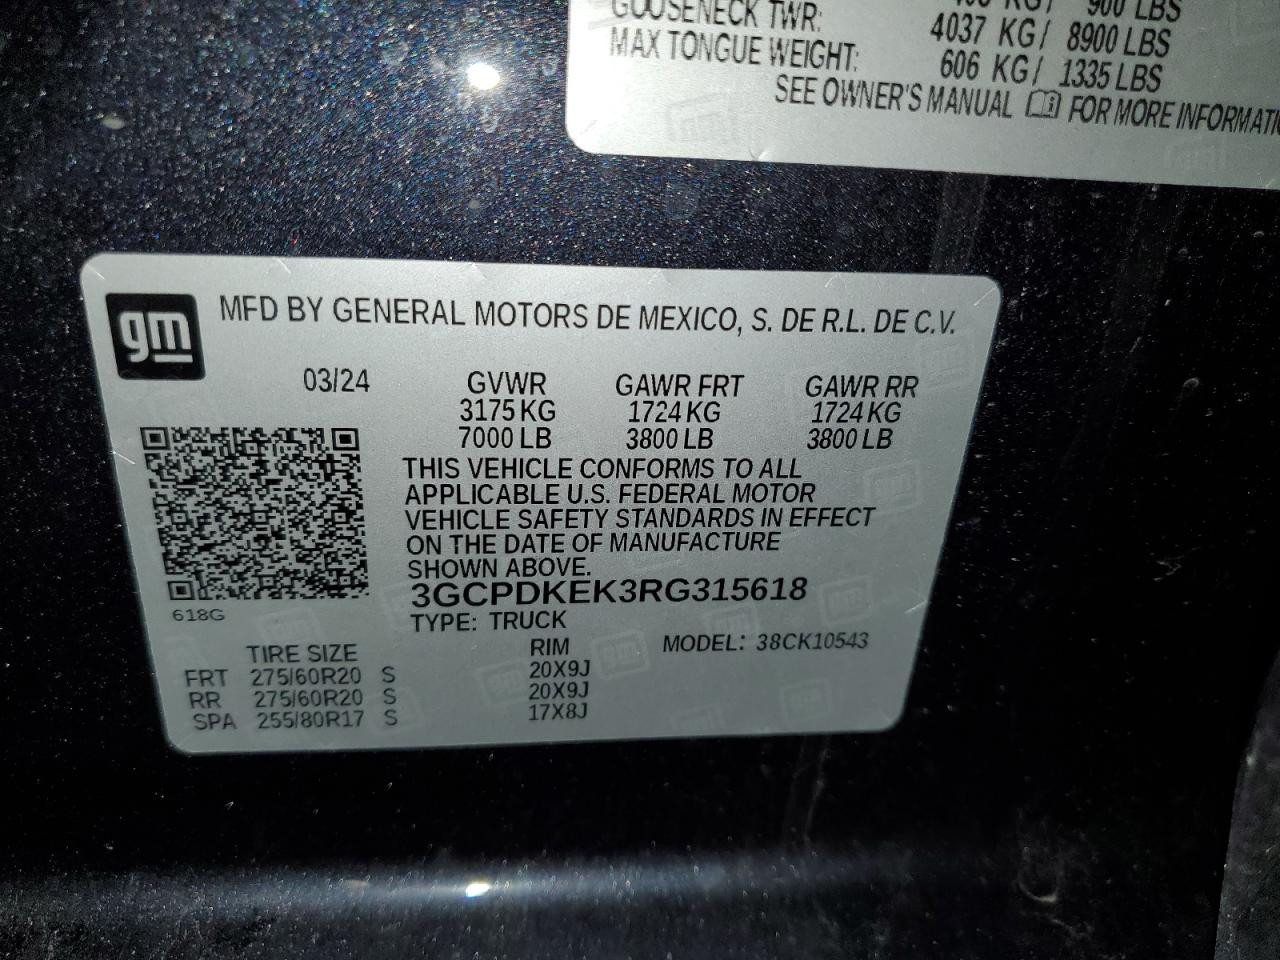 KG/ 900 LBS
GOOSENECK TWR: 4037 KG/ 8900 LBS
MAX TONGUE WEIGHT: 606 KG/ 1335 LBS
SEE OWNER'S MANUAL FOR MORE
gm MFD BY GENERAL MOTORS DE MEXICO, S. DE R.L. DE C.V.
03/24 GVWR GAWR FRT GAWR RR
3175 KG 1724 KG 1724 KG
7000 LB 3800 LB 3800 LB
THIS VEHICLE CONFORMS TO ALL
APPLICABLE U.S. FEDERAL MOTOR
VEHICLE SAFETY STANDARDS IN EFFECT
ON THE DATE OF MANUFACTURE
SHOWN ABOVE.
3GCPDKEK3RG315618
618G
TYPE: TRUCK
MODEL: 38CK10543
TIRE SIZE RIM
FRT 275/60R20 S 20X9J
RR 275/60R20 S 20X9J
SPA 255/80R17 S 17X8J